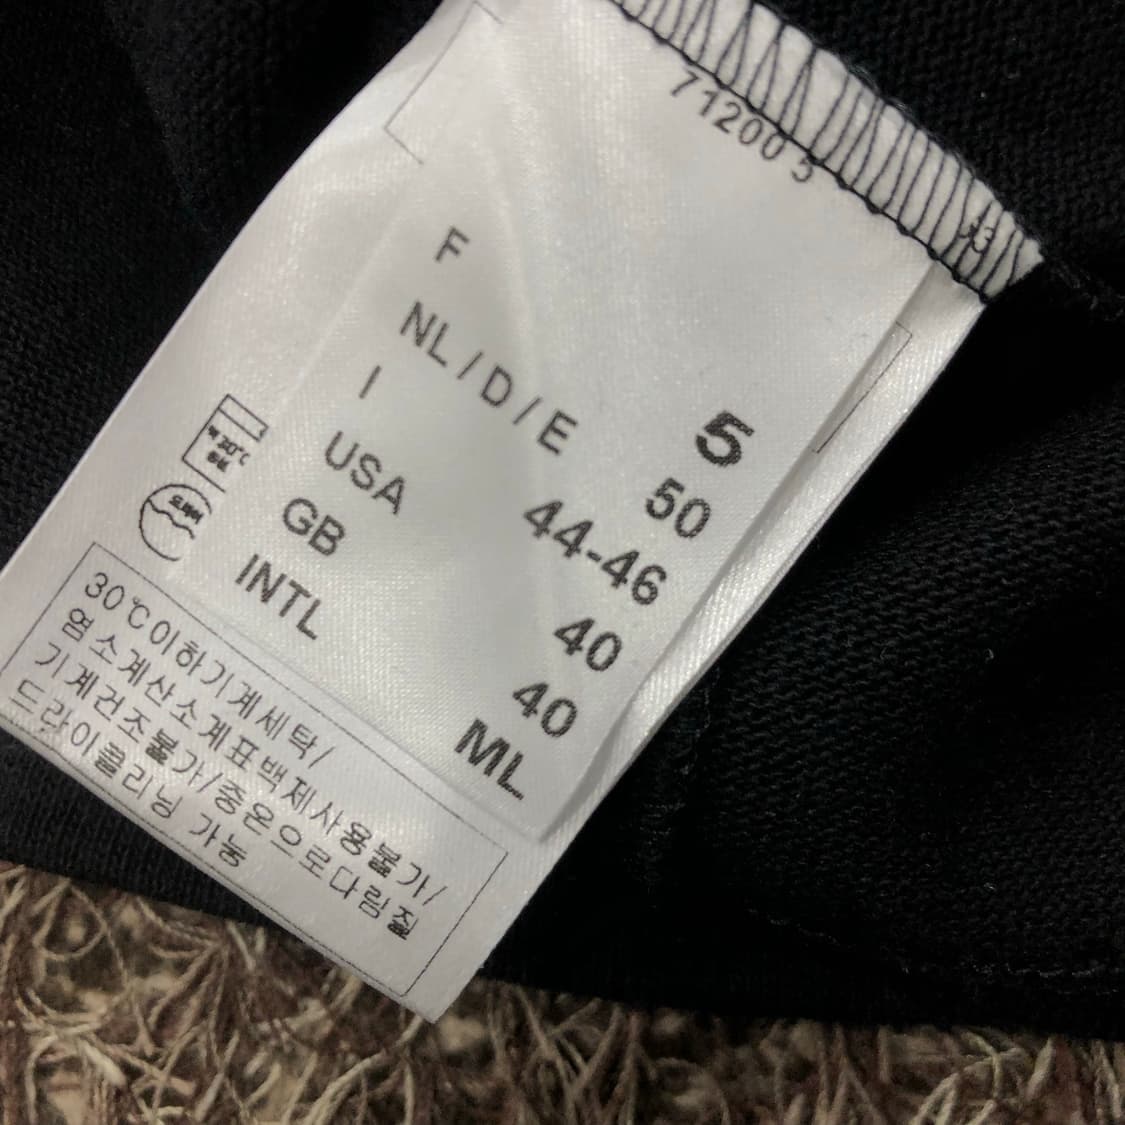 71200 5
F 5
NL / D / E 50
I 44-46
USA 40
GB 40
INTL ML
30℃이하기계세탁/
염소계산소계표백제사용불가/
기계건조불가/중온으로다림질
드라이클리닝 가능